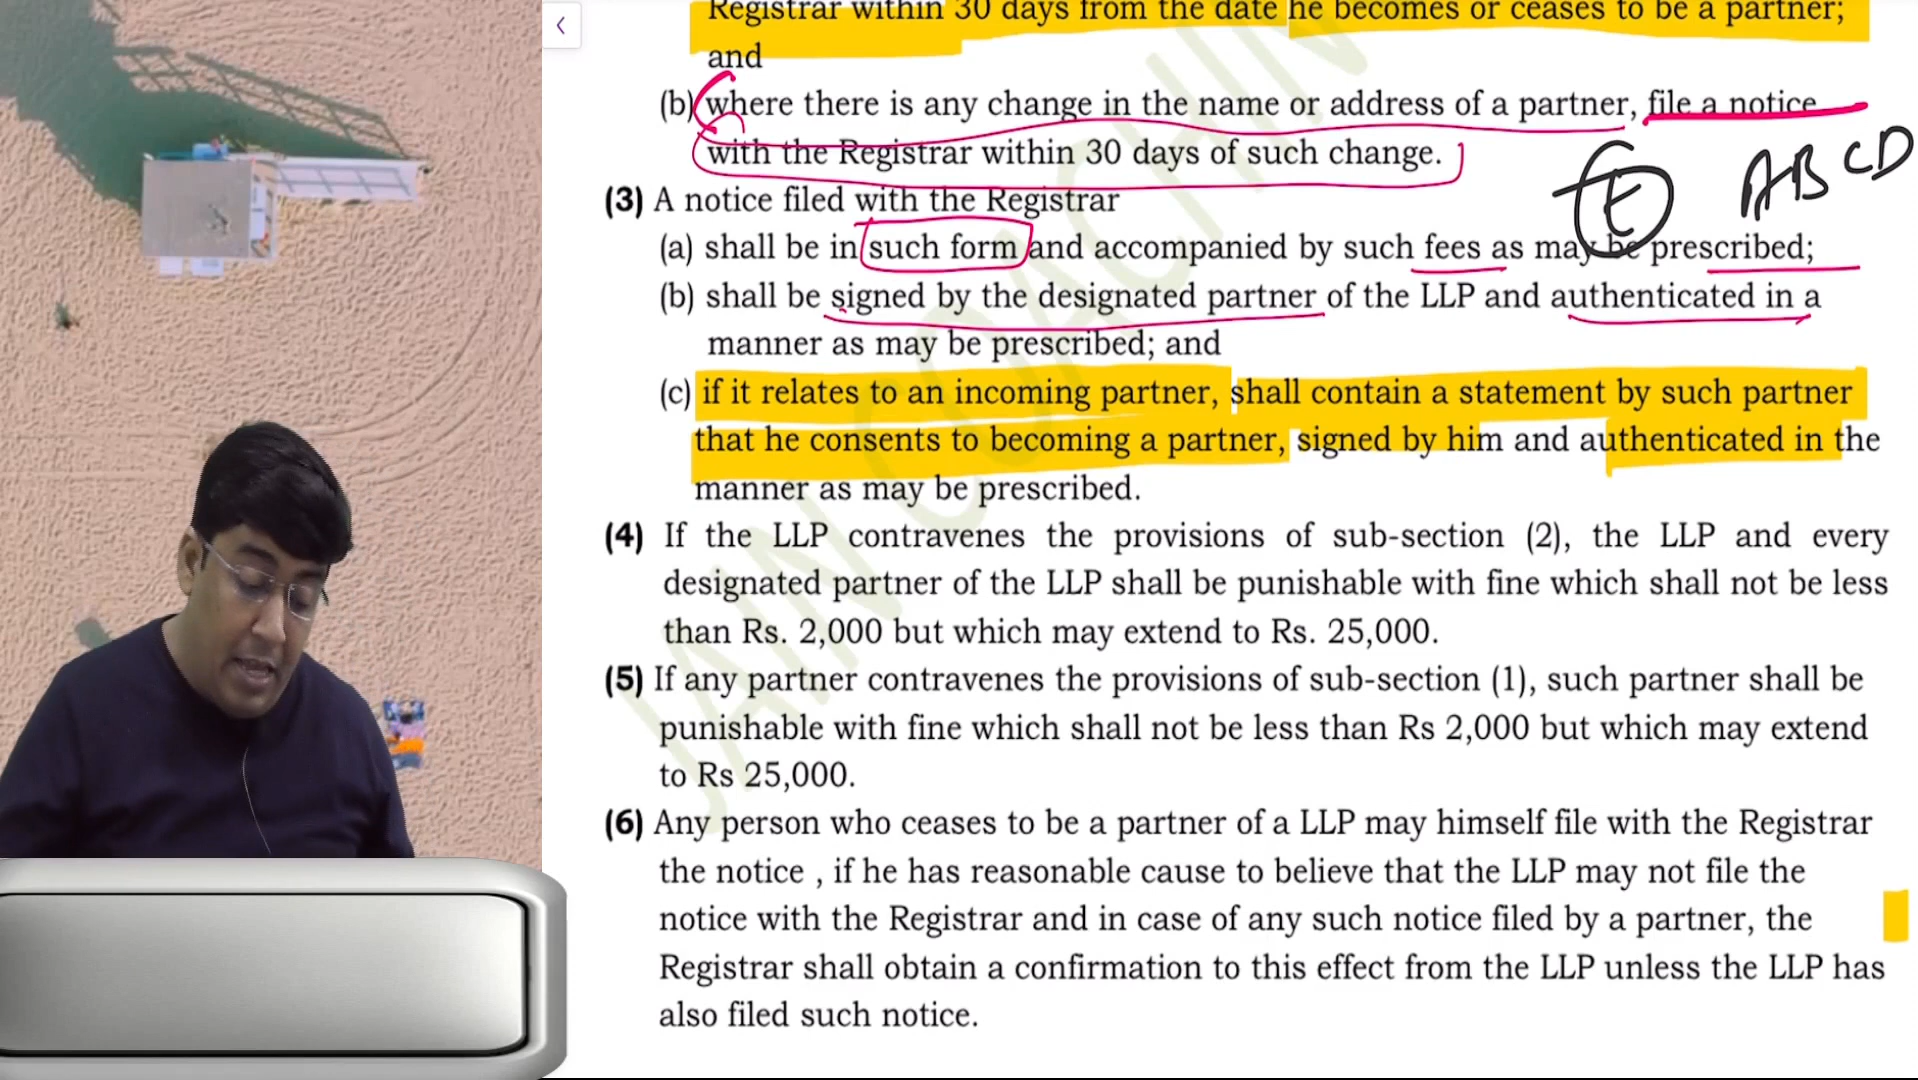 Registrar within 30 days from the date he becomes or ceases to be a partner;
and
(b) where there is any change in the name or address of a partner, file a notice
with the Registrar within 30 days of such change.
A B C D
E
(3) A notice filed with the Registrar
(a) shall be in such form and accompanied by such fees as may be prescribed;
(b) shall be signed by the designated partner of the LLP and authenticated in a
manner as may be prescribed; and
(c) if it relates to an incoming partner, shall contain a statement by such partner
that he consents to becoming a partner, signed by him and authenticated in the
manner as may be prescribed.
(4) If the LLP contravenes the provisions of sub-section (2), the LLP and every
designated partner of the LLP shall be punishable with fine which shall not be less
than Rs. 2,000 but which may extend to Rs. 25,000.
(5) If any partner contravenes the provisions of sub-section (1), such partner shall be
punishable with fine which shall not be less than Rs 2,000 but which may extend
to Rs 25,000.
(6) Any person who ceases to be a partner of a LLP may himself file with the Registrar
the notice , if he has reasonable cause to believe that the LLP may not file the
notice with the Registrar and in case of any such notice filed by a partner, the
Registrar shall obtain a confirmation to this effect from the LLP unless the LLP has
also filed such notice.
JAIN COACHIN